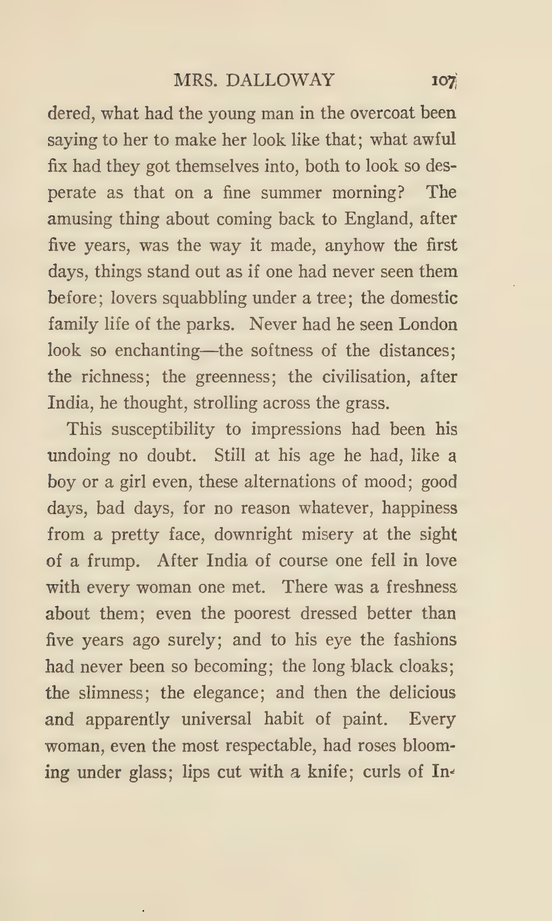 MRS. DALLOWAY 107
dered, what had the young man in the overcoat been
saying to her to make her look like that; what awful
fix had they got themselves into, both to look so des-
perate as that on a fine summer morning? The
amusing thing about coming back to England, after
five years, was the way it made, anyhow the first
days, things stand out as if one had never seen them
before; lovers squabbling under a tree; the domestic
family life of the parks. Never had he seen London
look so enchanting—the softness of the distances;
the richness; the greenness; the civilisation, after
India, he thought, strolling across the grass.
This susceptibility to impressions had been his
undoing no doubt. Still at his age he had, like a
boy or a girl even, these alternations of mood; good
days, bad days, for no reason whatever, happiness
from a pretty face, downright misery at the sight
of a frump. After India of course one fell in love
with every woman one met. There was a freshness
about them; even the poorest dressed better than
five years ago surely; and to his eye the fashions
had never been so becoming; the long black cloaks;
the slimness; the elegance; and then the delicious
and apparently universal habit of paint. Every
woman, even the most respectable, had roses bloom-
ing under glass; lips cut with a knife; curls of In-